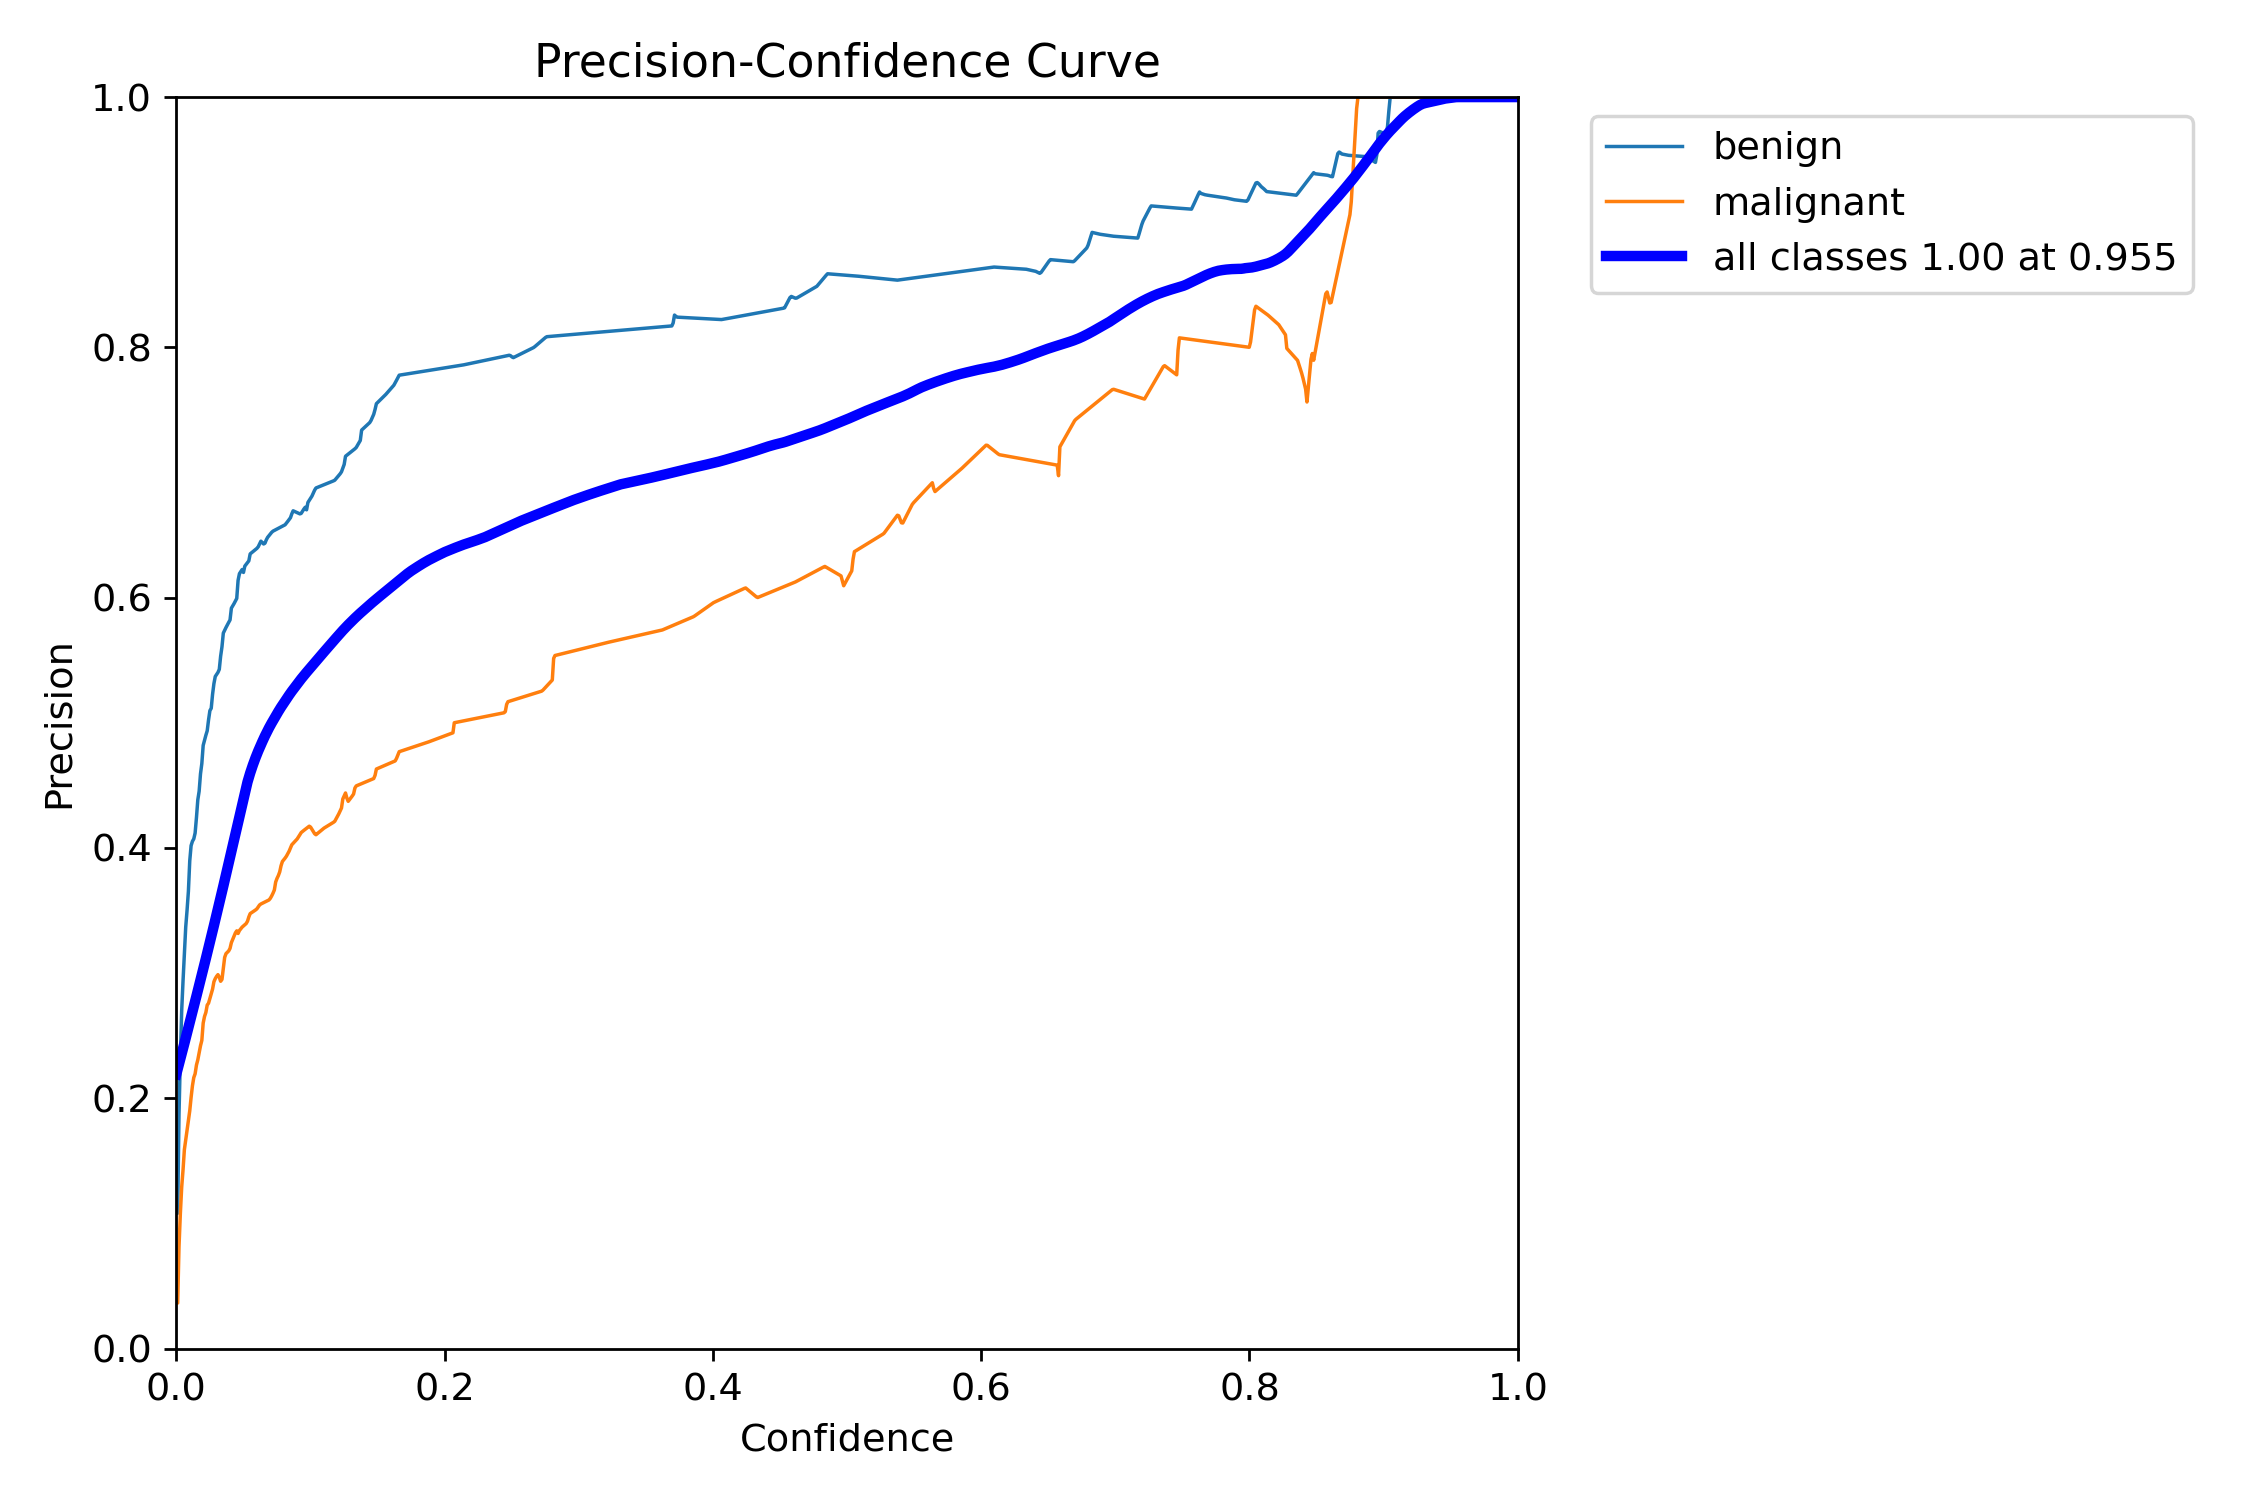 Precision-Confidence Curve
1.0
0.8
0.6
0.4
0.2
0.0
Precision
0.0 0.2 0.4 0.6 0.8 1.0
Confidence
benign
malignant
all classes 1.00 at 0.955